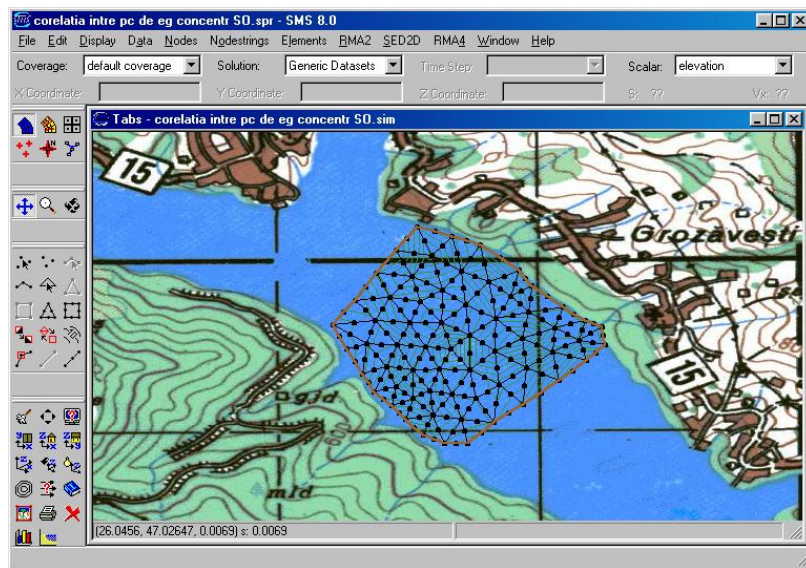 corelatia intre pc de eg concentr SO.spr - SMS 8.0
File Edit Display Data Nodes Nodestrings Elements RMA2 SED2D RMA4 Window Help
Coverage: default coverage Solution: Generic Datasets Time Step: Scalar: elevation
X Coordinate: Y Coordinate: Z Coordinate: S: ?? Vx: ??
Tabs - corelatia intre pc de eg concentr SO.sim
15
Grozăvesti
15
gjd
mld
(26.0456, 47.02647, 0.0069) s: 0.0069